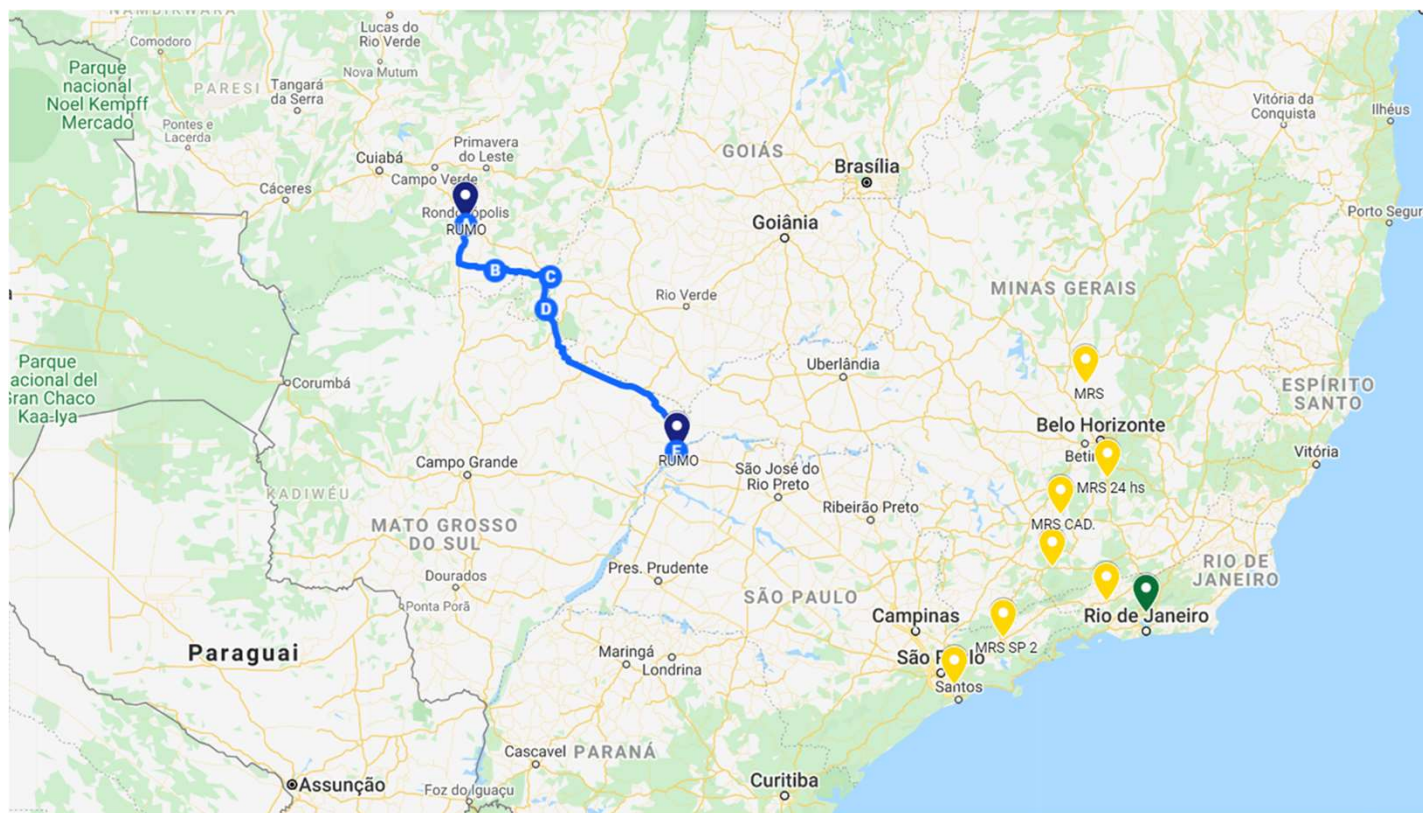 NAMBIKWARA
Lucas do
Rio Verde
Comodoro
Nova Mutum
Parque
nacional
Noel Kempff
Mercado
PARESI
Tangará
da Serra
Pontes e
Lacerda
Vitória da
Conquista
Ilhéus
Primavera
do Leste
Cuiabá
Campo Verde
GOIÁS
Brasília
Cáceres
RUMO
Goiânia
Porto Segur
B
C
D
Rio Verde
MINAS GERAIS
Parque
acional del
Gran Chaco
Kaa-Iya
Corumbá
Uberlândia
MRS
ESPÍRITO
SANTO
Belo Horizonte
E
RUMO
Vitória
Campo Grande
São José do
Rio Preto
MRS 24 hs
KADIWÉU
Ribeirão Preto
MATO GROSSO
DO SUL
MRS CAD.
Dourados
Pres. Prudente
RIO DE
JANEIRO
Ponta Porã
SÃO PAULO
Campinas
Rio de Janeiro
Paraguai
Maringá
Londrina
MRS SP 2
Santos
Cascavel
PARANÁ
Assunção
Foz do Iguaçu
Curitiba